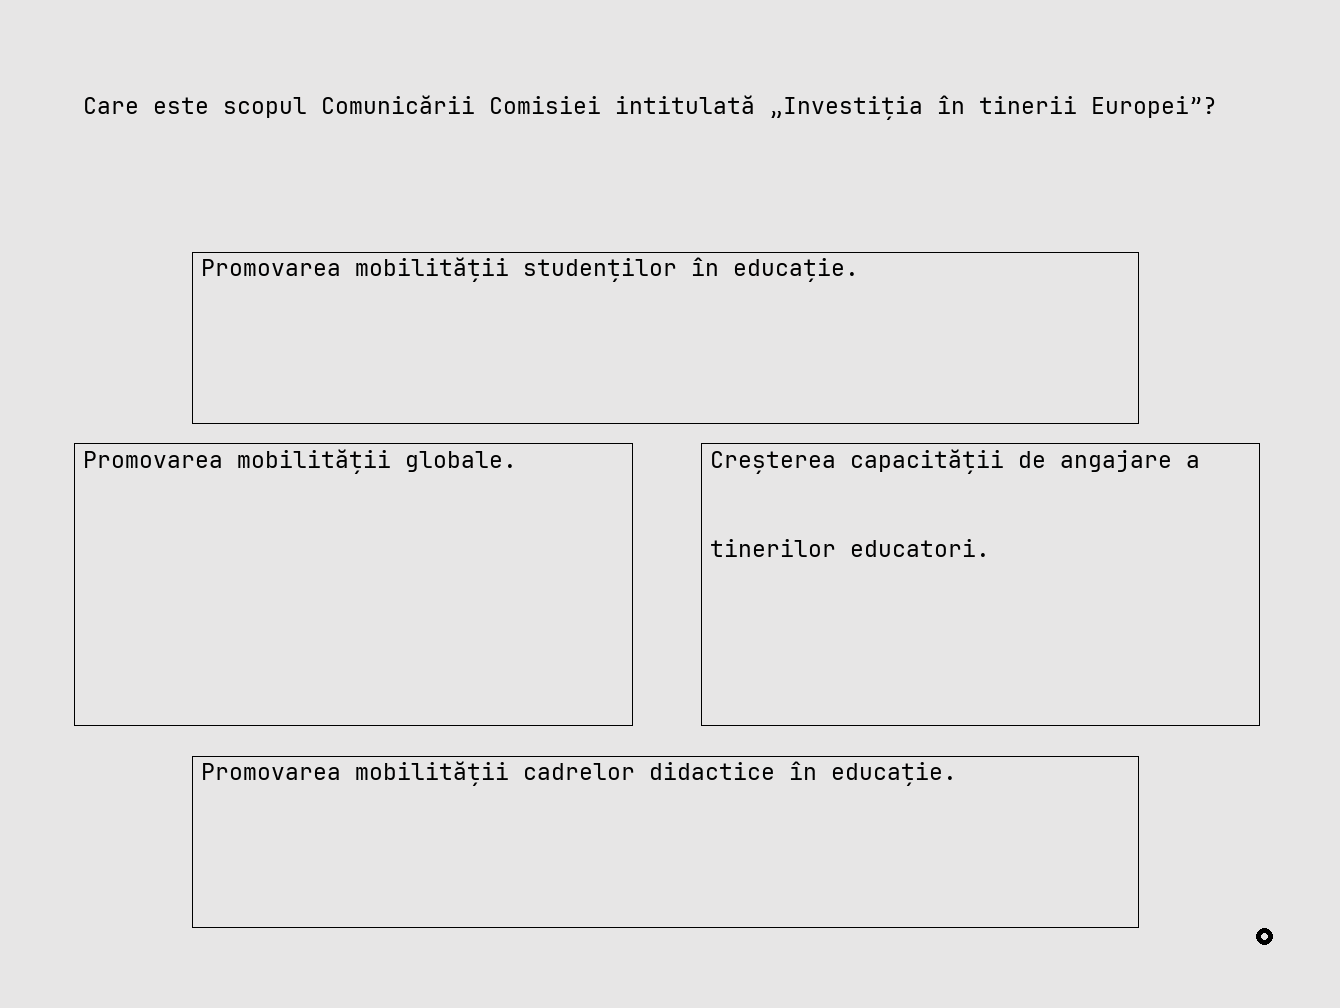 Care este scopul Comunicării Comisiei intitulată „Investiția în tinerii Europei”?
Promovarea mobilității studenților în educație.
Promovarea mobilității globale.
Creșterea capacității de angajare a
tinerilor educatori.
Promovarea mobilității cadrelor didactice în educație.